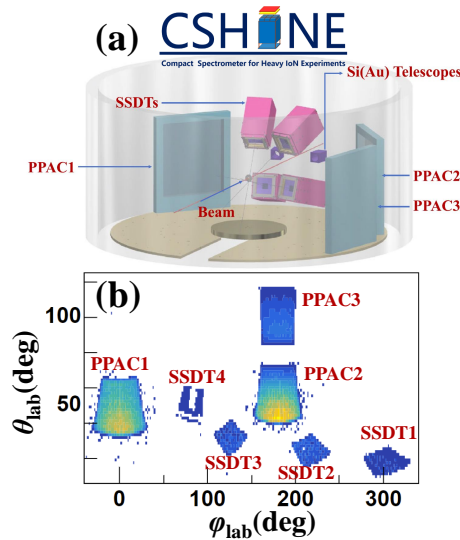 (a) CSHINE
Compact Spectrometer for Heavy IoN Experiments
Si(Au) Telescopes
SSDTs
PPAC1
PPAC2
PPAC3
Beam
(b)
PPAC3
PPAC1
SSDT4
PPAC2
SSDT3
SSDT2
SSDT1
θlab(deg)
100
50
0 100 200 300
φlab(deg)